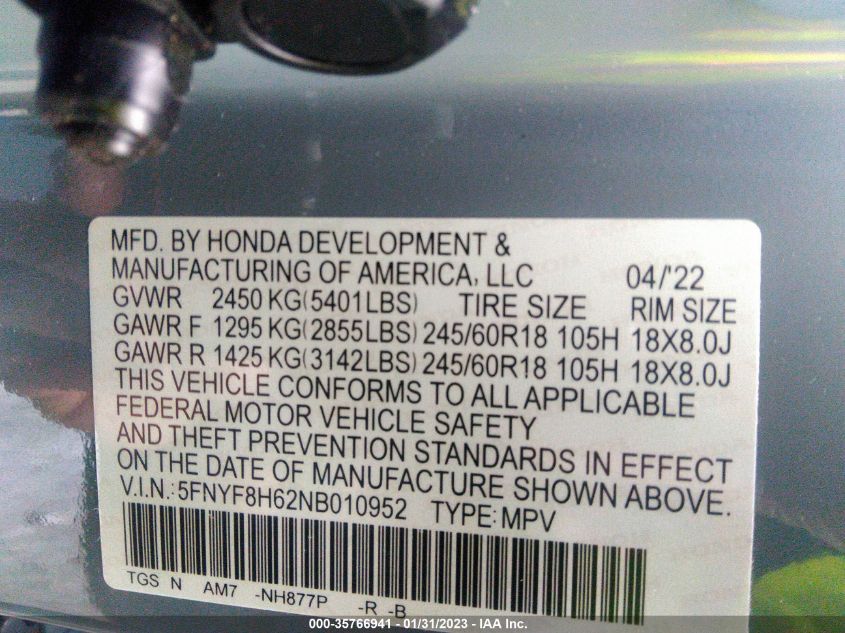 MFD. BY HONDA DEVELOPMENT &
MANUFACTURING OF AMERICA, LLC 04/'22
GVWR 2450 KG(5401LBS) TIRE SIZE RIM SIZE
GAWR F 1295 KG(2855LBS) 245/60R18 105H 18X8.0J
GAWR R 1425 KG(3142LBS) 245/60R18 105H 18X8.0J
THIS VEHICLE CONFORMS TO ALL APPLICABLE
FEDERAL MOTOR VEHICLE SAFETY
AND THEFT PREVENTION STANDARDS IN EFFECT
ON THE DATE OF MANUFACTURE SHOWN ABOVE.
V.I.N.: 5FNYF8H62NB010952 TYPE: MPV
TGS N AM7 -NH877P -R -B
000-35766941 - 01/31/2023 - IAA Inc.